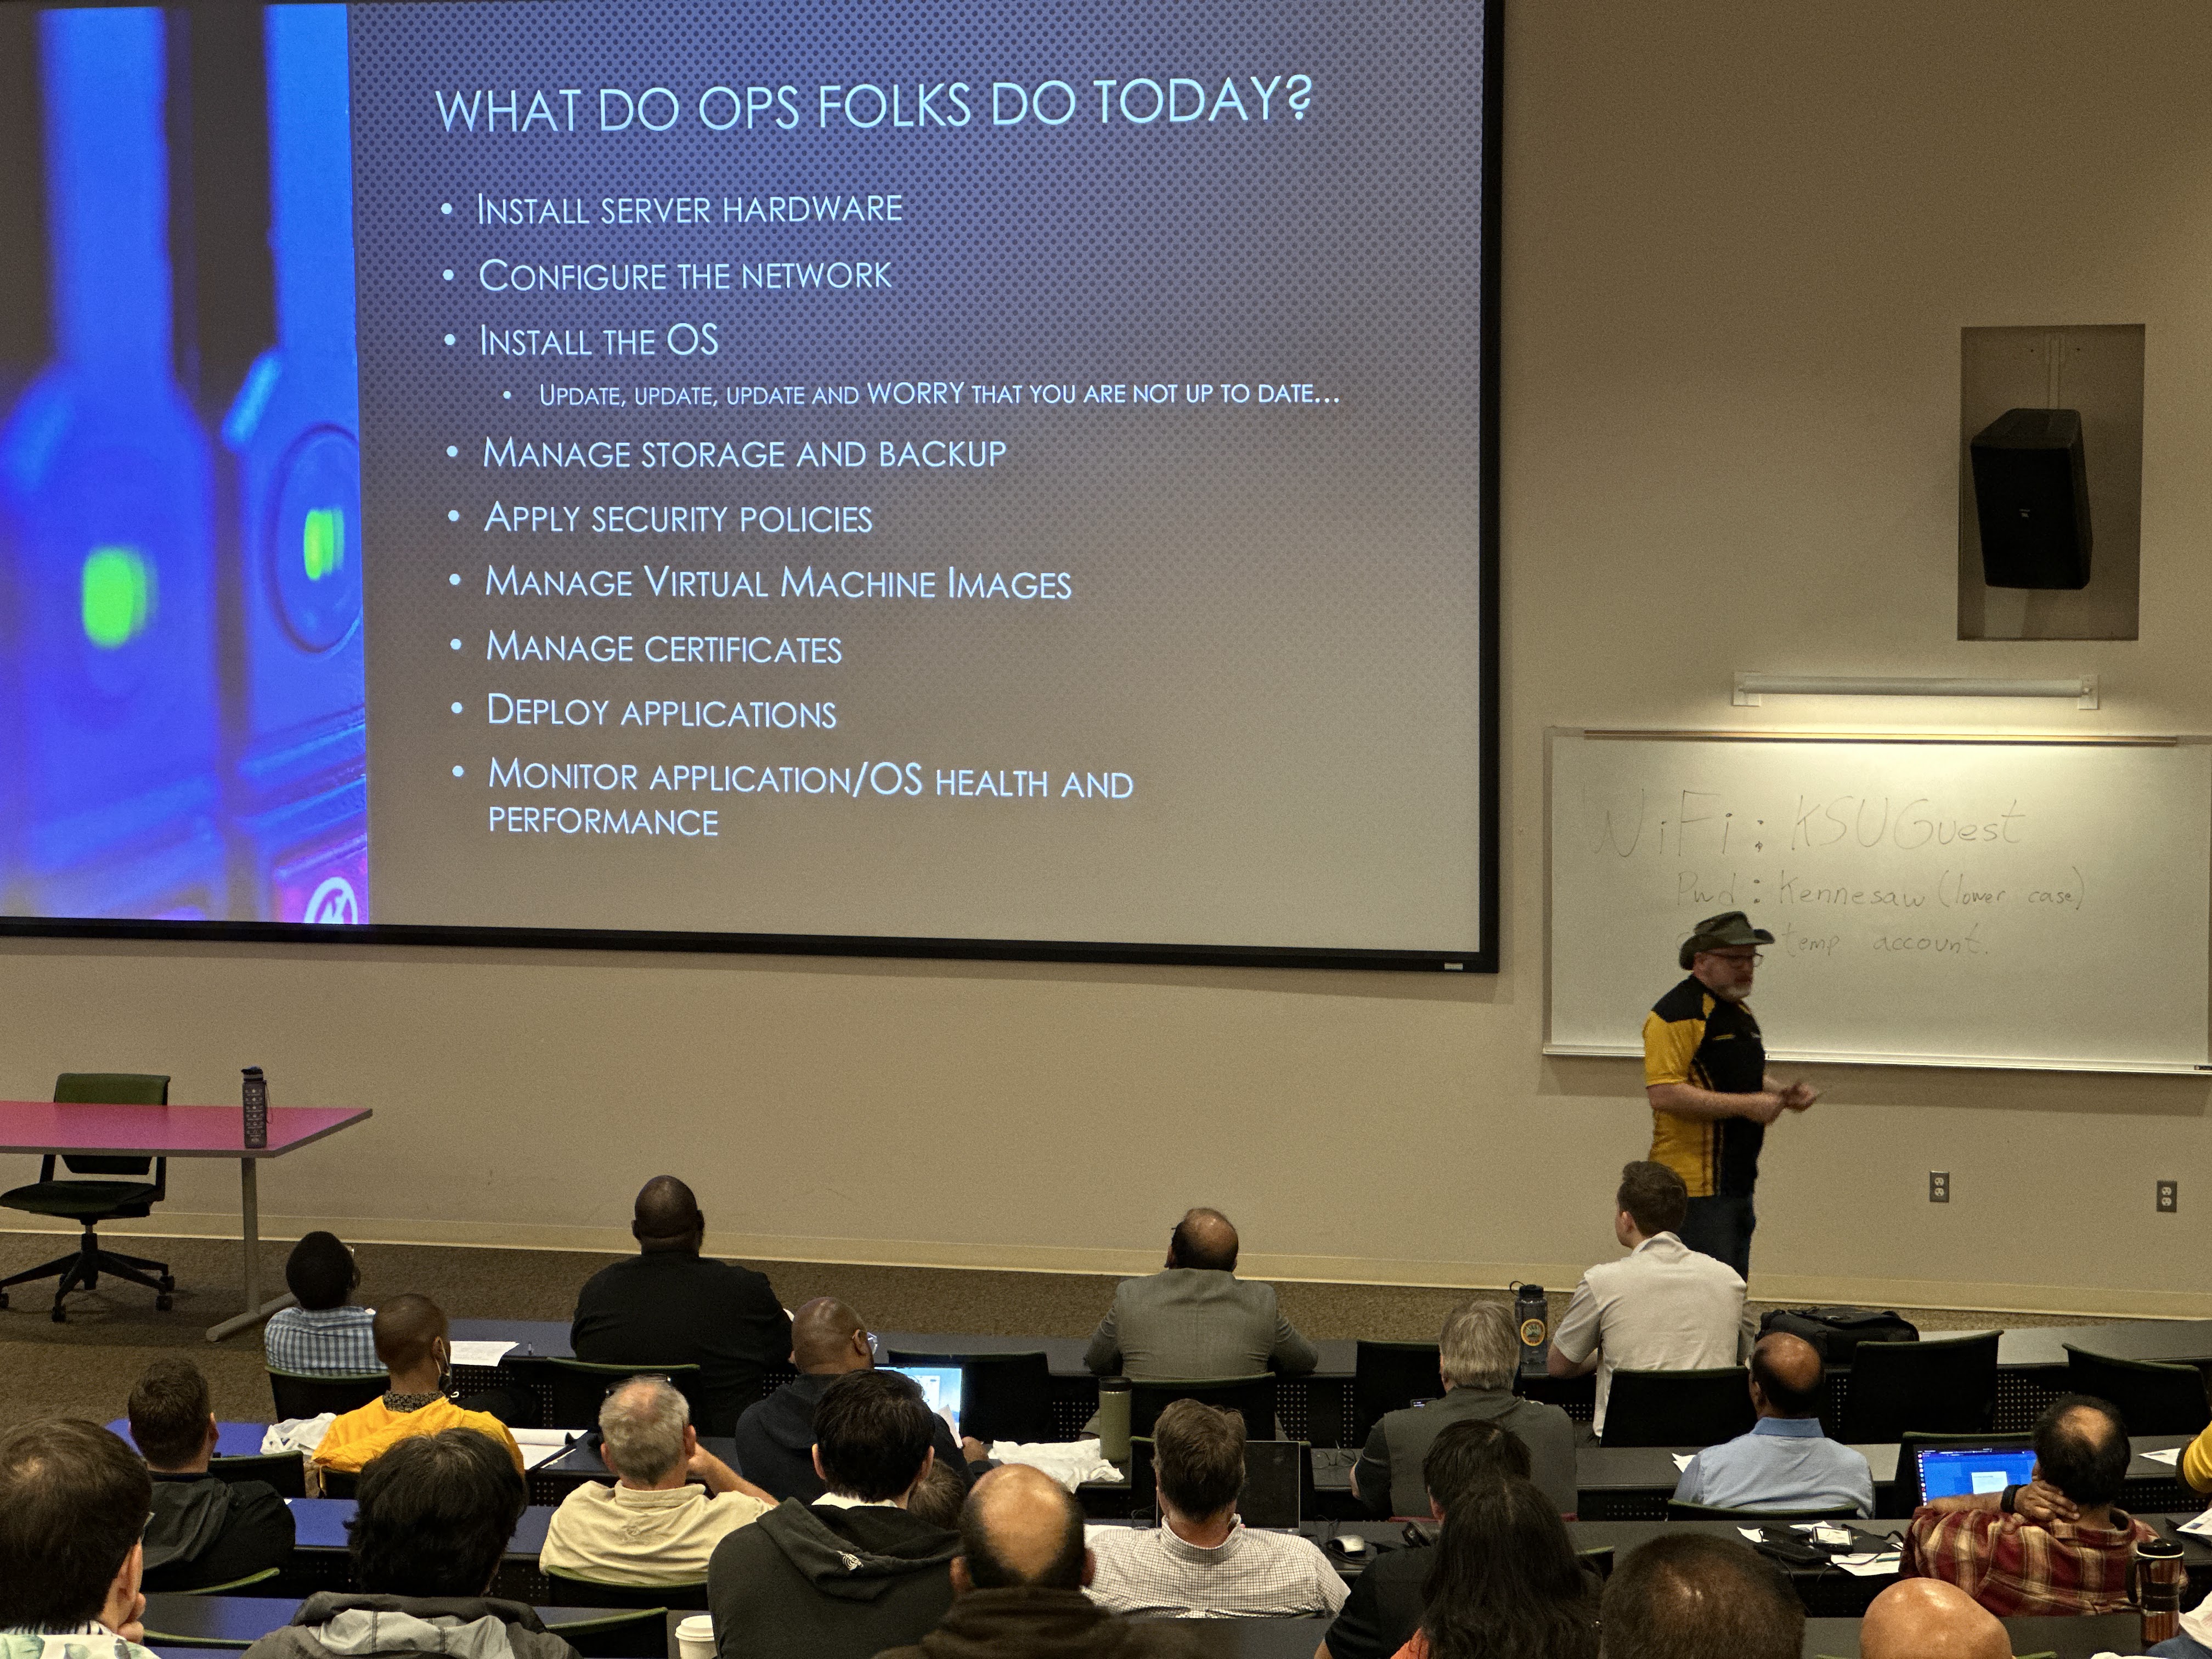 WHAT DO OPS FOLKS DO TODAY?
• INSTALL SERVER HARDWARE
• CONFIGURE THE NETWORK
• INSTALL THE OS
• UPDATE, UPDATE, UPDATE AND WORRY THAT YOU ARE NOT UP TO DATE...
• MANAGE STORAGE AND BACKUP
• APPLY SECURITY POLICIES
• MANAGE VIRTUAL MACHINE IMAGES
• MANAGE CERTIFICATES
• DEPLOY APPLICATIONS
• MONITOR APPLICATION/OS HEALTH AND
PERFORMANCE
WiFi: KSUGuest
Pwd: Kennesaw (lower case)
temp account.